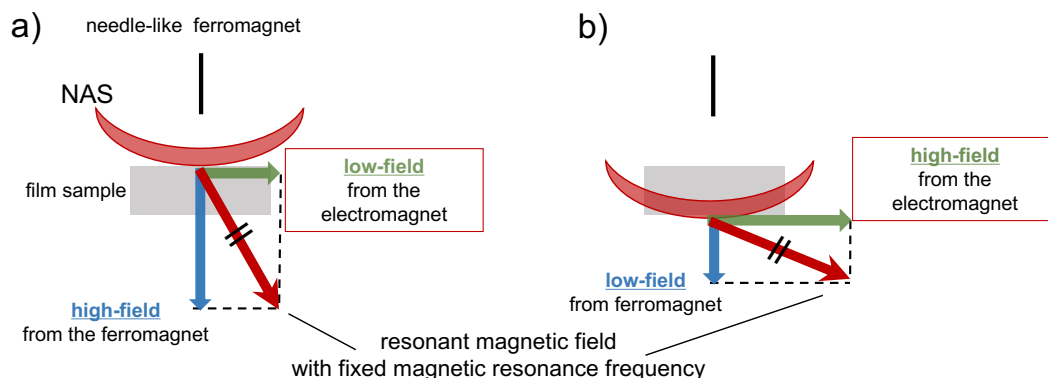 a)
needle-like ferromagnet
NAS
film sample
low-field
from the
electromagnet
high-field
from the ferromagnet
b)
high-field
from the
electromagnet
low-field
from ferromagnet
resonant magnetic field
with fixed magnetic resonance frequency